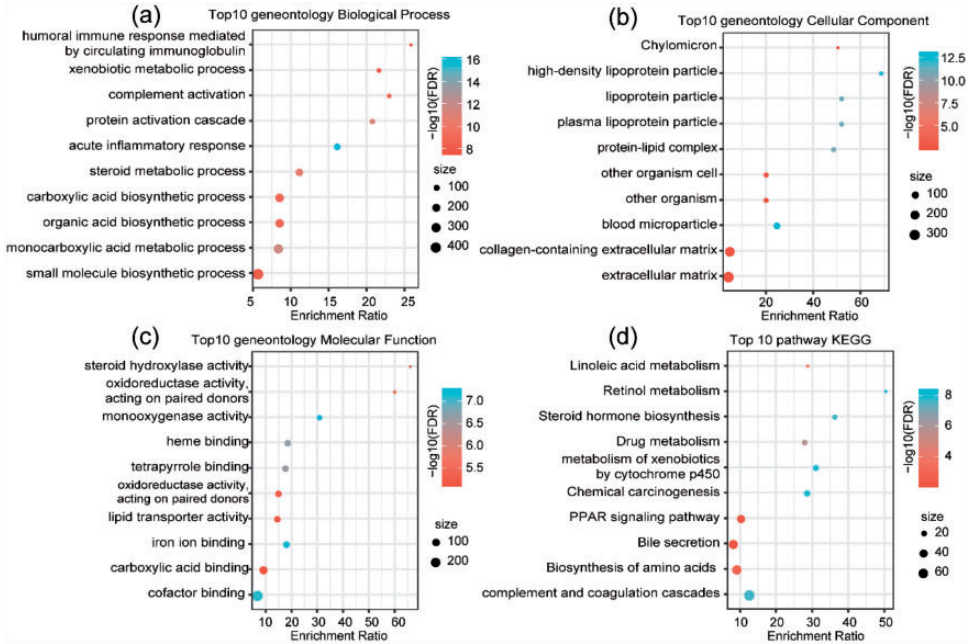 (a)
Top10 geneontology Biological Process
humoral immune response mediated
by circulating immunoglobulin
xenobiotic metabolic process
complement activation
protein activation cascade
acute inflammatory response
steroid metabolic process
carboxylic acid biosynthetic process
organic acid biosynthetic process
monocarboxylic acid metabolic process
small molecule biosynthetic process
5 10 15 20 25
Enrichment Ratio
16
14
12
10
8
-log10(FDR)
size
100
200
300
400
(b)
Top10 geneontology Cellular Component
Chylomicron
high-density lipoprotein particle
lipoprotein particle
plasma lipoprotein particle
protein-lipid complex
other organism cell
other organism
blood microparticle
collagen-containing extracellular matrix
extracellular matrix
20 40 60
Enrichment Ratio
12.5
10.0
7.5
5.0
-log10(FDR)
size
100
200
300
(c)
Top10 geneontology Molecular Function
steroid hydroxylase activity
oxidoreductase activity,
acting on paired donors
monooxygenase activity
heme binding
tetrapyrrole binding
oxidoreductase activity,
acting on paired donors
lipid transporter activity
iron ion binding
carboxylic acid binding
cofactor binding
10 20 30 40 50 60
Enrichment Ratio
7.0
6.5
6.0
5.5
-log10(FDR)
size
100
200
(d)
Top 10 pathway KEGG
Linoleic acid metabolism
Retinol metabolism
Steroid hormone biosynthesis
Drug metabolism
metabolism of xenobiotics
by cytochrome p450
Chemical carcinogenesis
PPAR signaling pathway
Bile secretion
Biosynthesis of amino acids
complement and coagulation cascades
10 20 30 40 50
Enrichment Ratio
8
6
4
2
-log10(FDR)
size
20
40
60